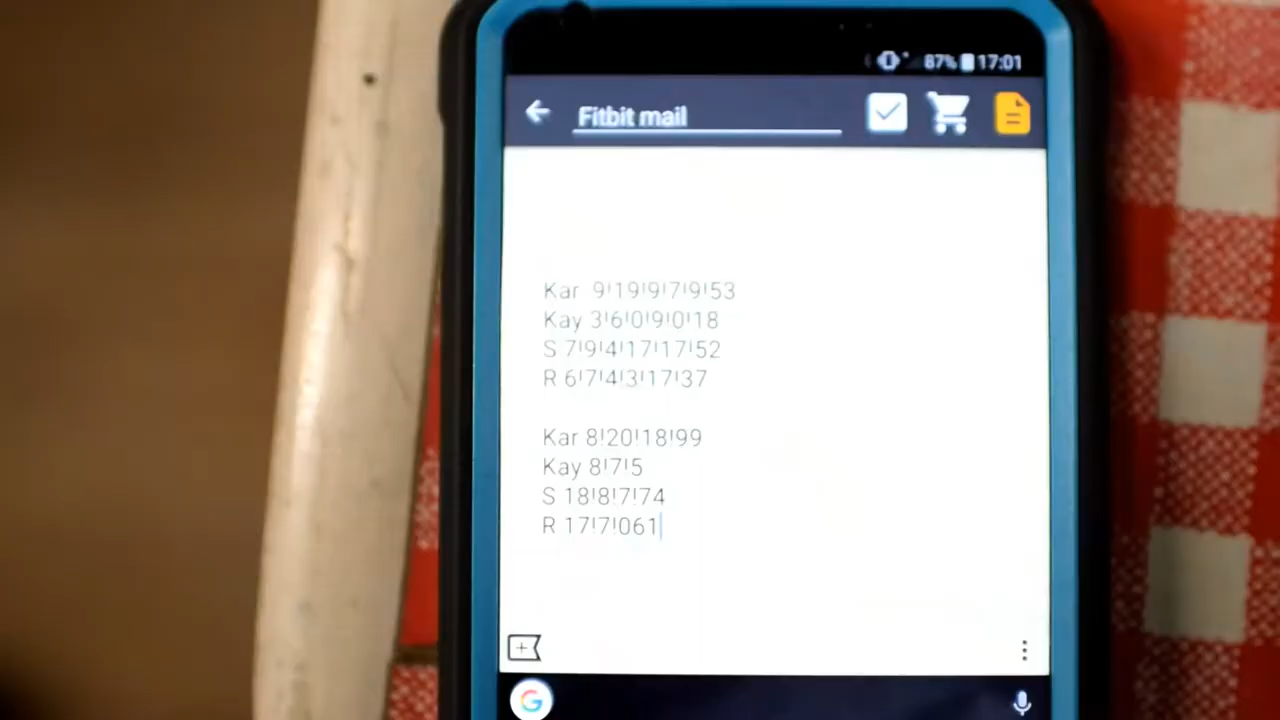 87% 17:01
Fitbit mail
Kar 9!19!9!7!9!53
Kay 3!6!0!9!0!18
S 7!9!4!17!17!52
R 6!7!4!3!17!37
Kar 8!20!18!99
Kay 8!7!5
S 18!8!7!74
R 17!7!061
G